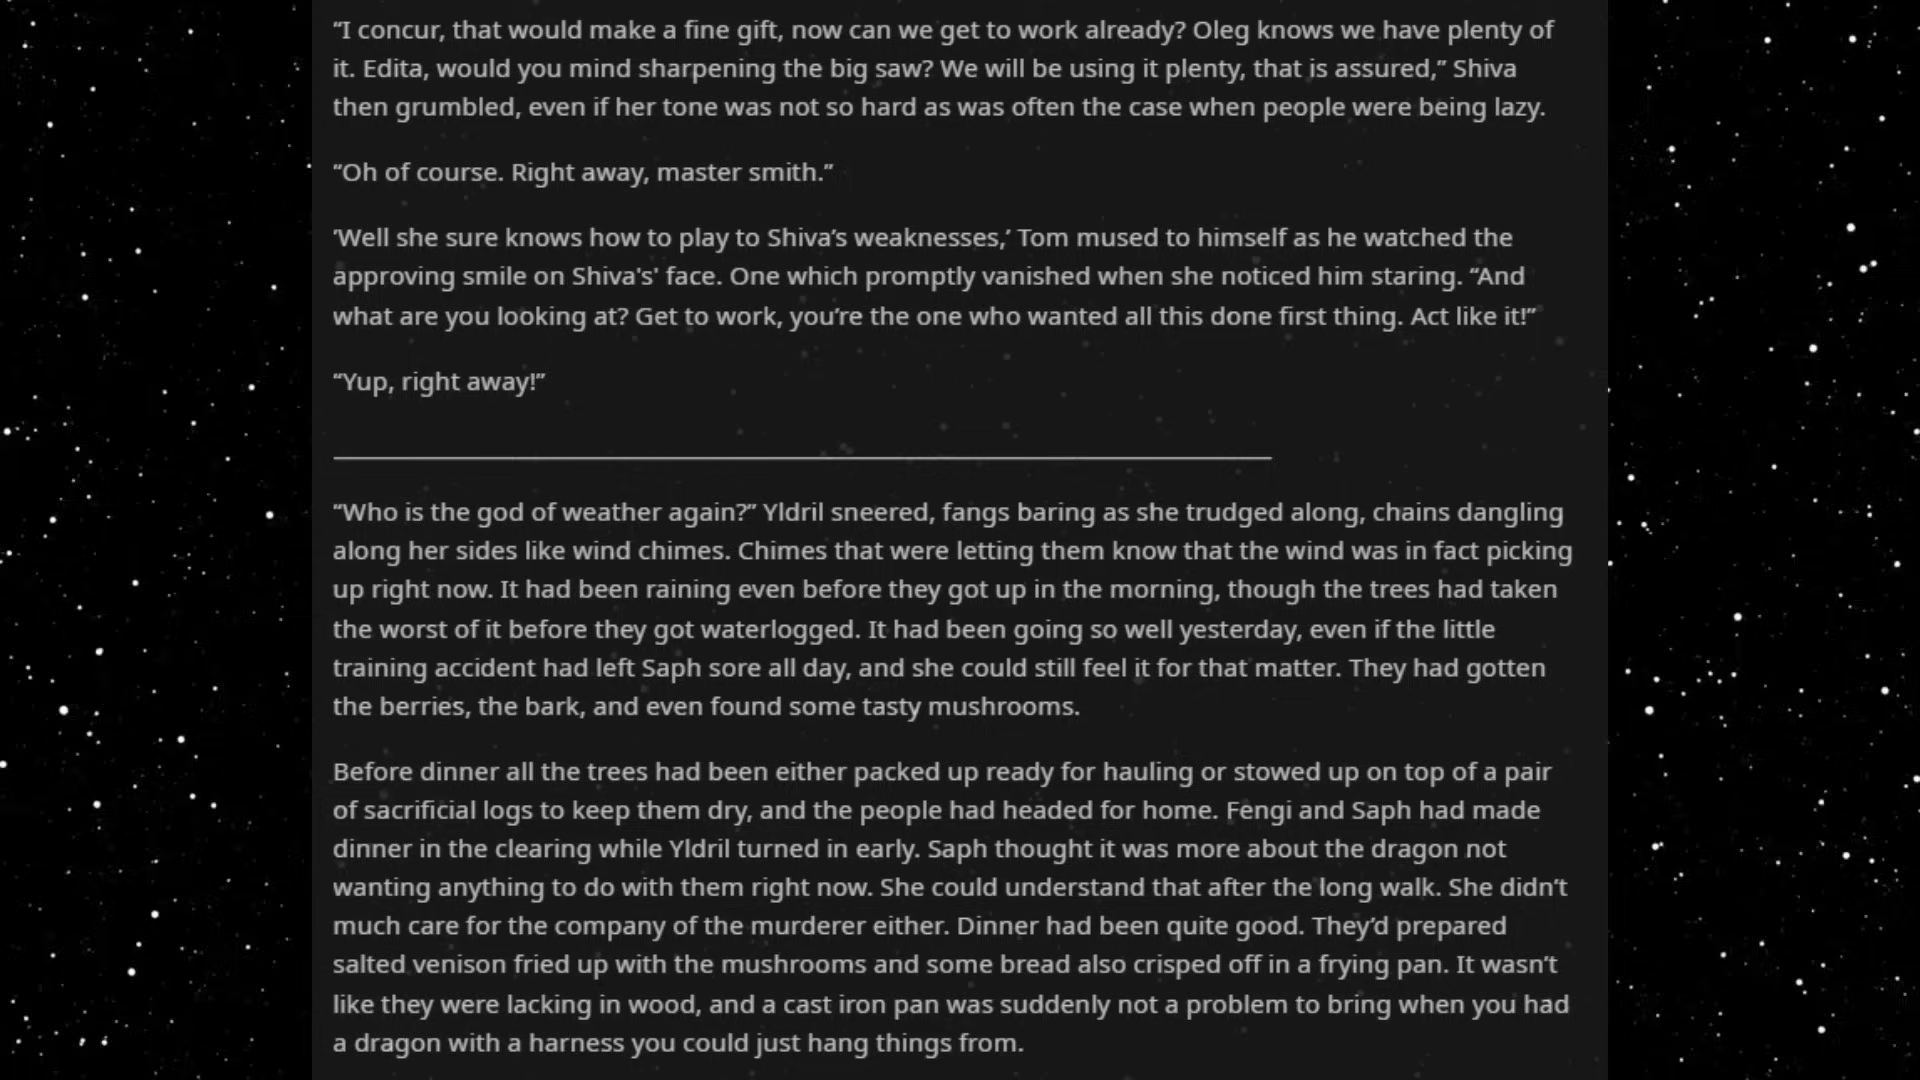 “I concur, that would make a fine gift, now can we get to work already? Oleg knows we have plenty of
it. Edita, would you mind sharpening the big saw? We will be using it plenty, that is assured,” Shiva
then grumbled, even if her tone was not so hard as was often the case when people were being lazy.
“Oh of course. Right away, master smith.”
‘Well she sure knows how to play to Shiva’s weaknesses,’ Tom mused to himself as he watched the
approving smile on Shiva's' face. One which promptly vanished when she noticed him staring. “And
what are you looking at? Get to work, you’re the one who wanted all this done first thing. Act like it!”
“Yup, right away!”
“Who is the god of weather again?” Yldril sneered, fangs baring as she trudged along, chains dangling
along her sides like wind chimes. Chimes that were letting them know that the wind was in fact picking
up right now. It had been raining even before they got up in the morning, though the trees had taken
the worst of it before they got waterlogged. It had been going so well yesterday, even if the little
training accident had left Saph sore all day, and she could still feel it for that matter. They had gotten
the berries, the bark, and even found some tasty mushrooms.
Before dinner all the trees had been either packed up ready for hauling or stowed up on top of a pair
of sacrificial logs to keep them dry, and the people had headed for home. Fengi and Saph had made
dinner in the clearing while Yldril turned in early. Saph thought it was more about the dragon not
wanting anything to do with them right now. She could understand that after the long walk. She didn’t
much care for the company of the murderer either. Dinner had been quite good. They’d prepared
salted venison fried up with the mushrooms and some bread also crisped off in a frying pan. It wasn’t
like they were lacking in wood, and a cast iron pan was suddenly not a problem to bring when you had
a dragon with a harness you could just hang things from.